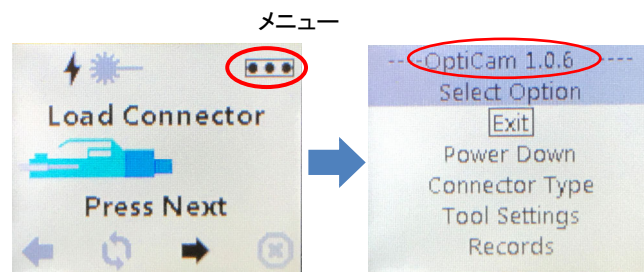 メニュー
Load Connector
Press Next
----OptiCam 1.0.6----
Select Option
Exit
Power Down
Connector Type
Tool Settings
Records